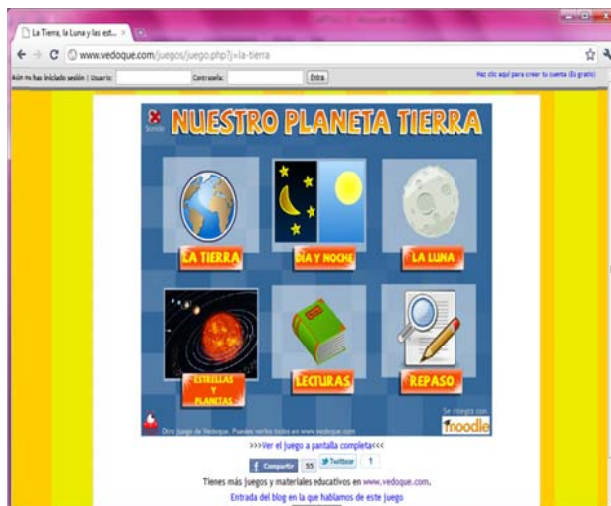 La Tierra, la Luna y las est... ×
www.vedoque.com/juegos/juego.php?j=la-tierra
Aún no has iniciado sesión | Usuario: Contraseña: Entra Haz clic aquí para crear tu cuenta (Es gratis)
Sonido
NUESTRO PLANETA TIERRA
LA TIERRA DÍA Y NOCHE LA LUNA
ESTRELLAS
Y
PLANETAS
LECTURAS REPASO
Otro juego de Vedoque. Puedes verlos todos en www.vedoque.com
Se integra con
moodle
>>>Ver el juego a pantalla completa<<<
Compartir 55 Twittear 1
Tienes más juegos y materiales educativos en www.vedoque.com.
Entrada del blog en la que hablamos de este juego